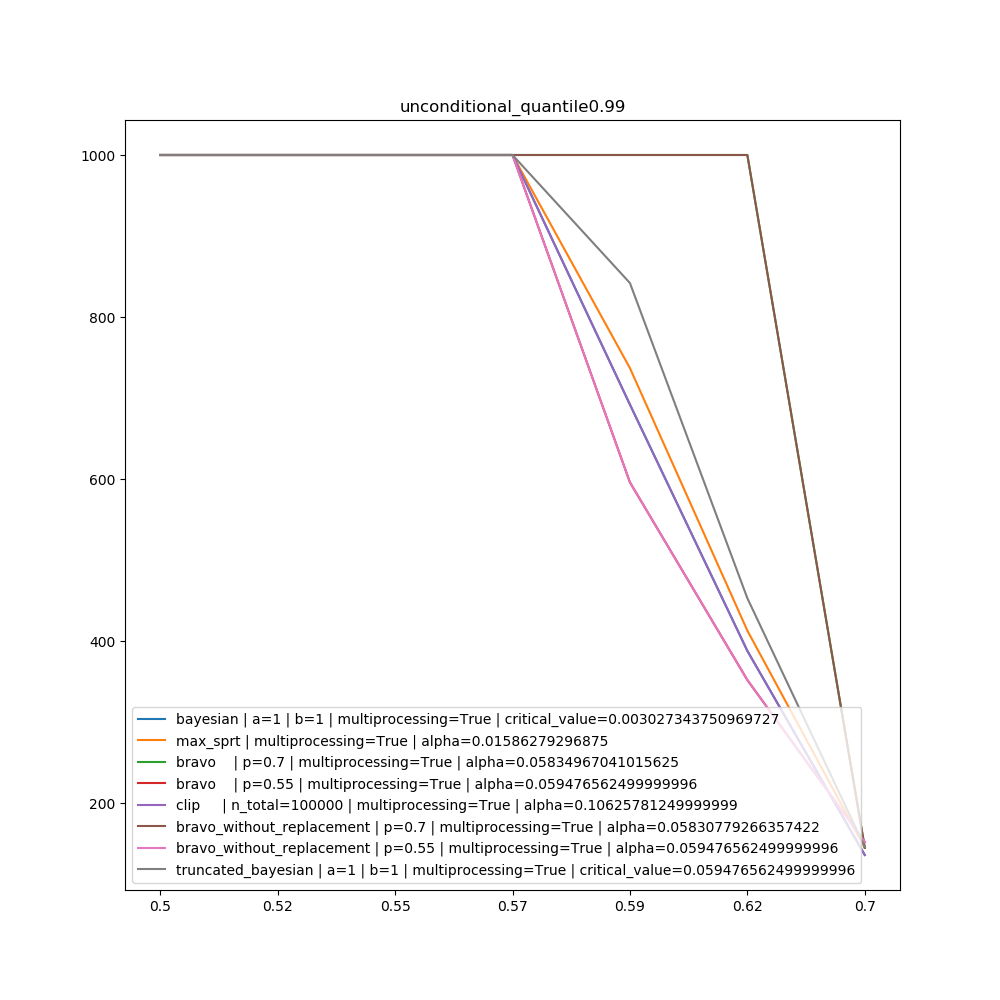 unconditional_quantile0.99
1000
800
600
400
200
bayesian | a=1 | b=1 | multiprocessing=True | critical_value=0.003027343750969727
max_sprt | multiprocessing=True | alpha=0.01586279296875
bravo    | p=0.7 | multiprocessing=True | alpha=0.05834967041015625
bravo    | p=0.55 | multiprocessing=True | alpha=0.059476562499999996
clip     | n_total=100000 | multiprocessing=True | alpha=0.10625781249999999
bravo_without_replacement | p=0.7 | multiprocessing=True | alpha=0.05830779266357422
bravo_without_replacement | p=0.55 | multiprocessing=True | alpha=0.059476562499999996
truncated_bayesian | a=1 | b=1 | multiprocessing=True | critical_value=0.059476562499999996
0.5 0.52 0.55 0.57 0.59 0.62 0.7